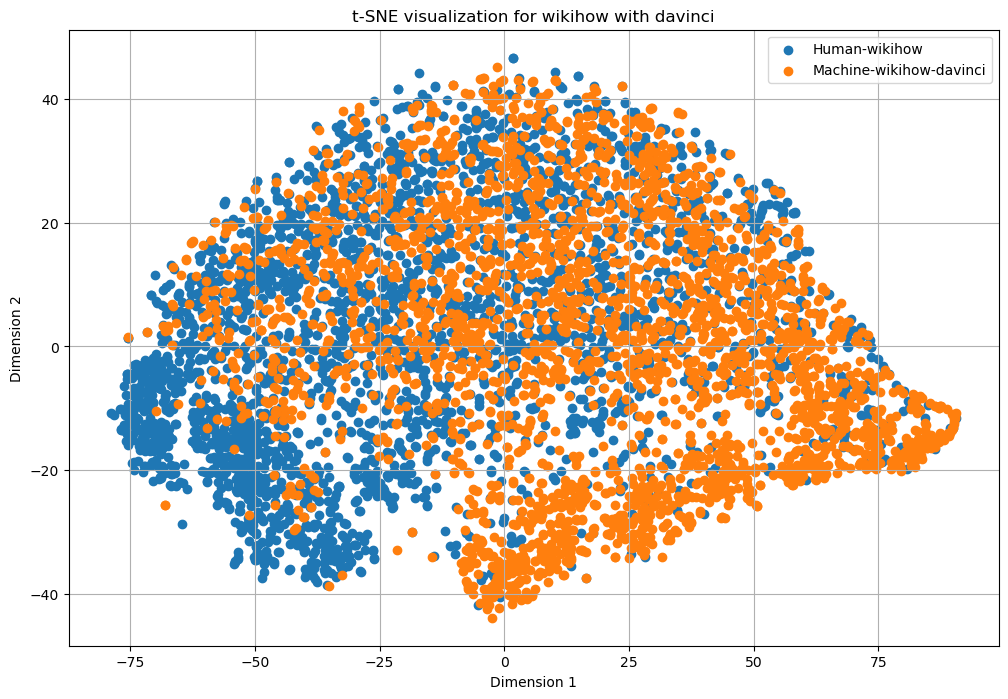 t-SNE visualization for wikihow with davinci
Human-wikihow
Machine-wikihow-davinci
Dimension 2
40
20
0
−20
−40
−75
−50
−25
0
25
50
75
Dimension 1